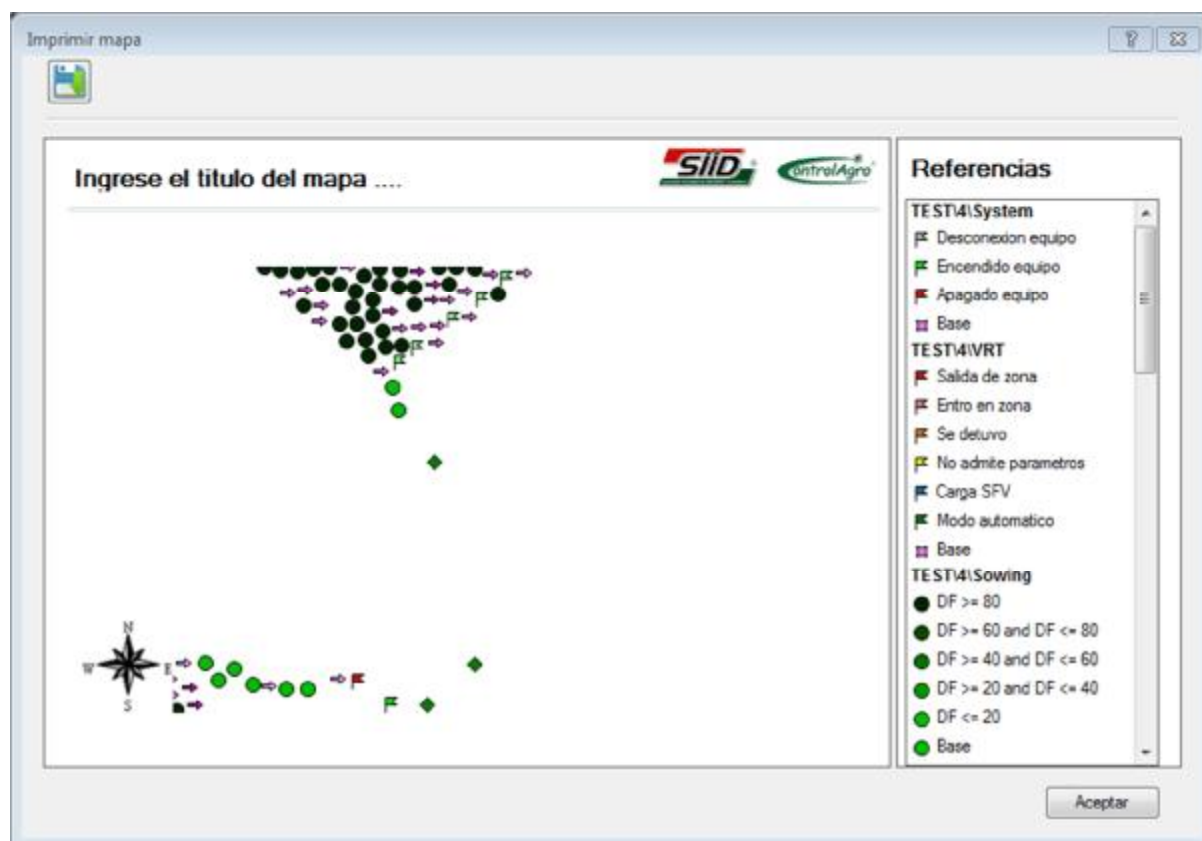 Imprimir mapa
Ingrese el titulo del mapa ....
SIID
ControlAgro
N
W
E
S
Referencias
TEST\4\System
Desconexion equipo
Encendido equipo
Apagado equipo
Base
TEST\4\VRT
Salida de zona
Entro en zona
Se detuvo
No admite parametros
Carga SFV
Modo automatico
Base
TEST\4\Sowing
DF >= 80
DF >= 60 and DF <= 80
DF >= 40 and DF <= 60
DF >= 20 and DF <= 40
DF <= 20
Base
Aceptar